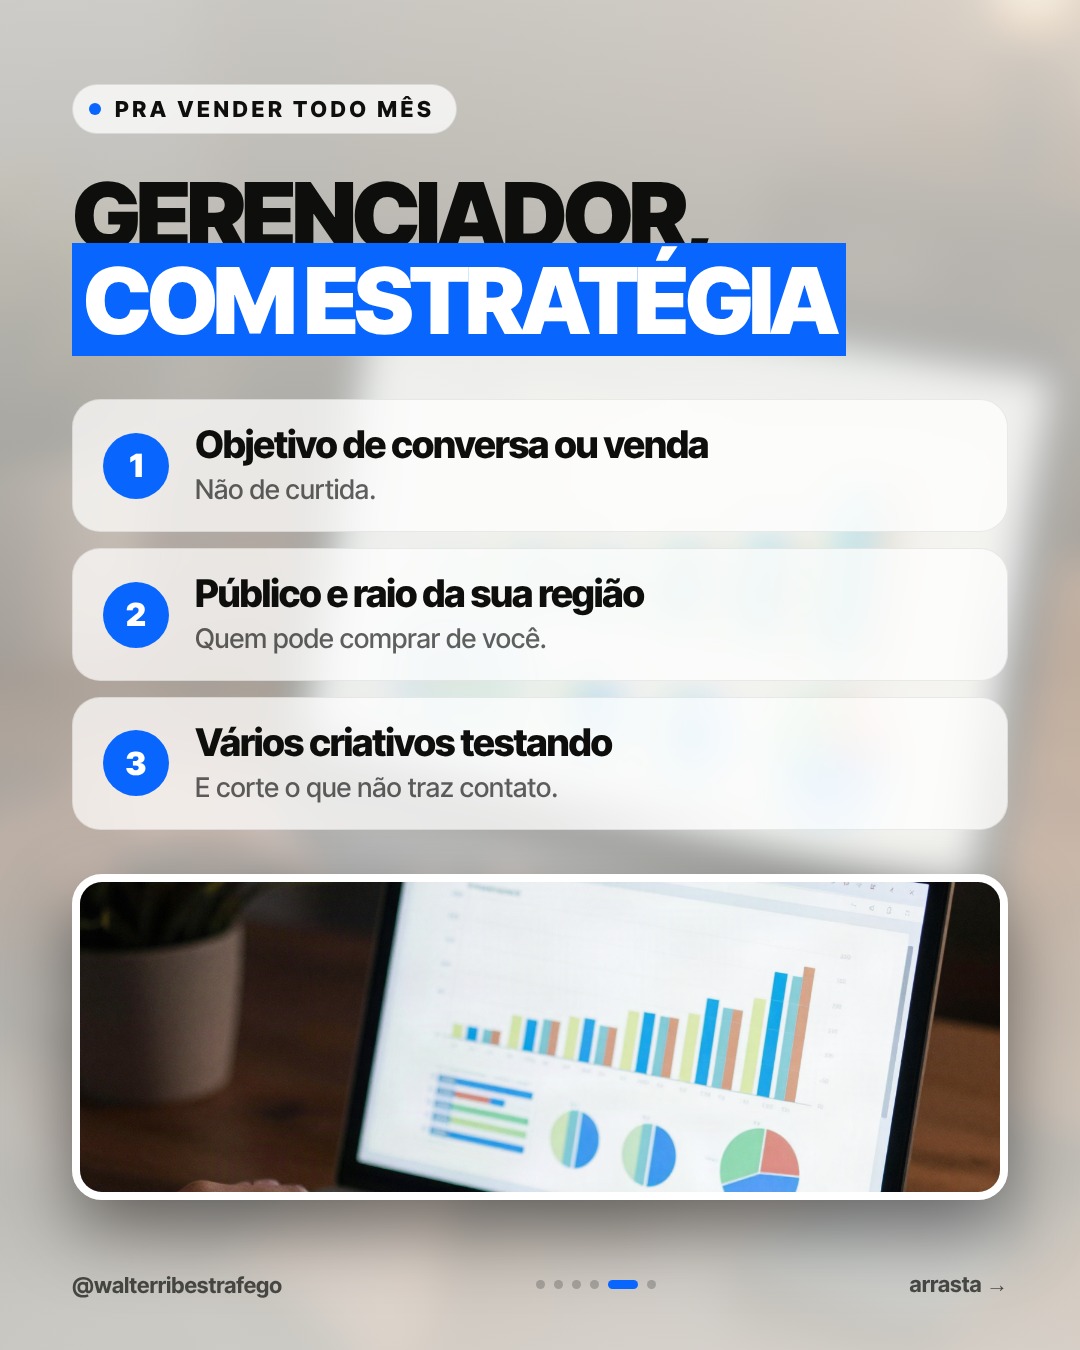 PRA VENDER TODO MÊS
GERENCIADOR,
COM ESTRATÉGIA
1
Objetivo de conversa ou venda
Não de curtida.
2
Público e raio da sua região
Quem pode comprar de você.
3
Vários criativos testando
E corte o que não traz contato.
@walterribestrafego
arrasta →